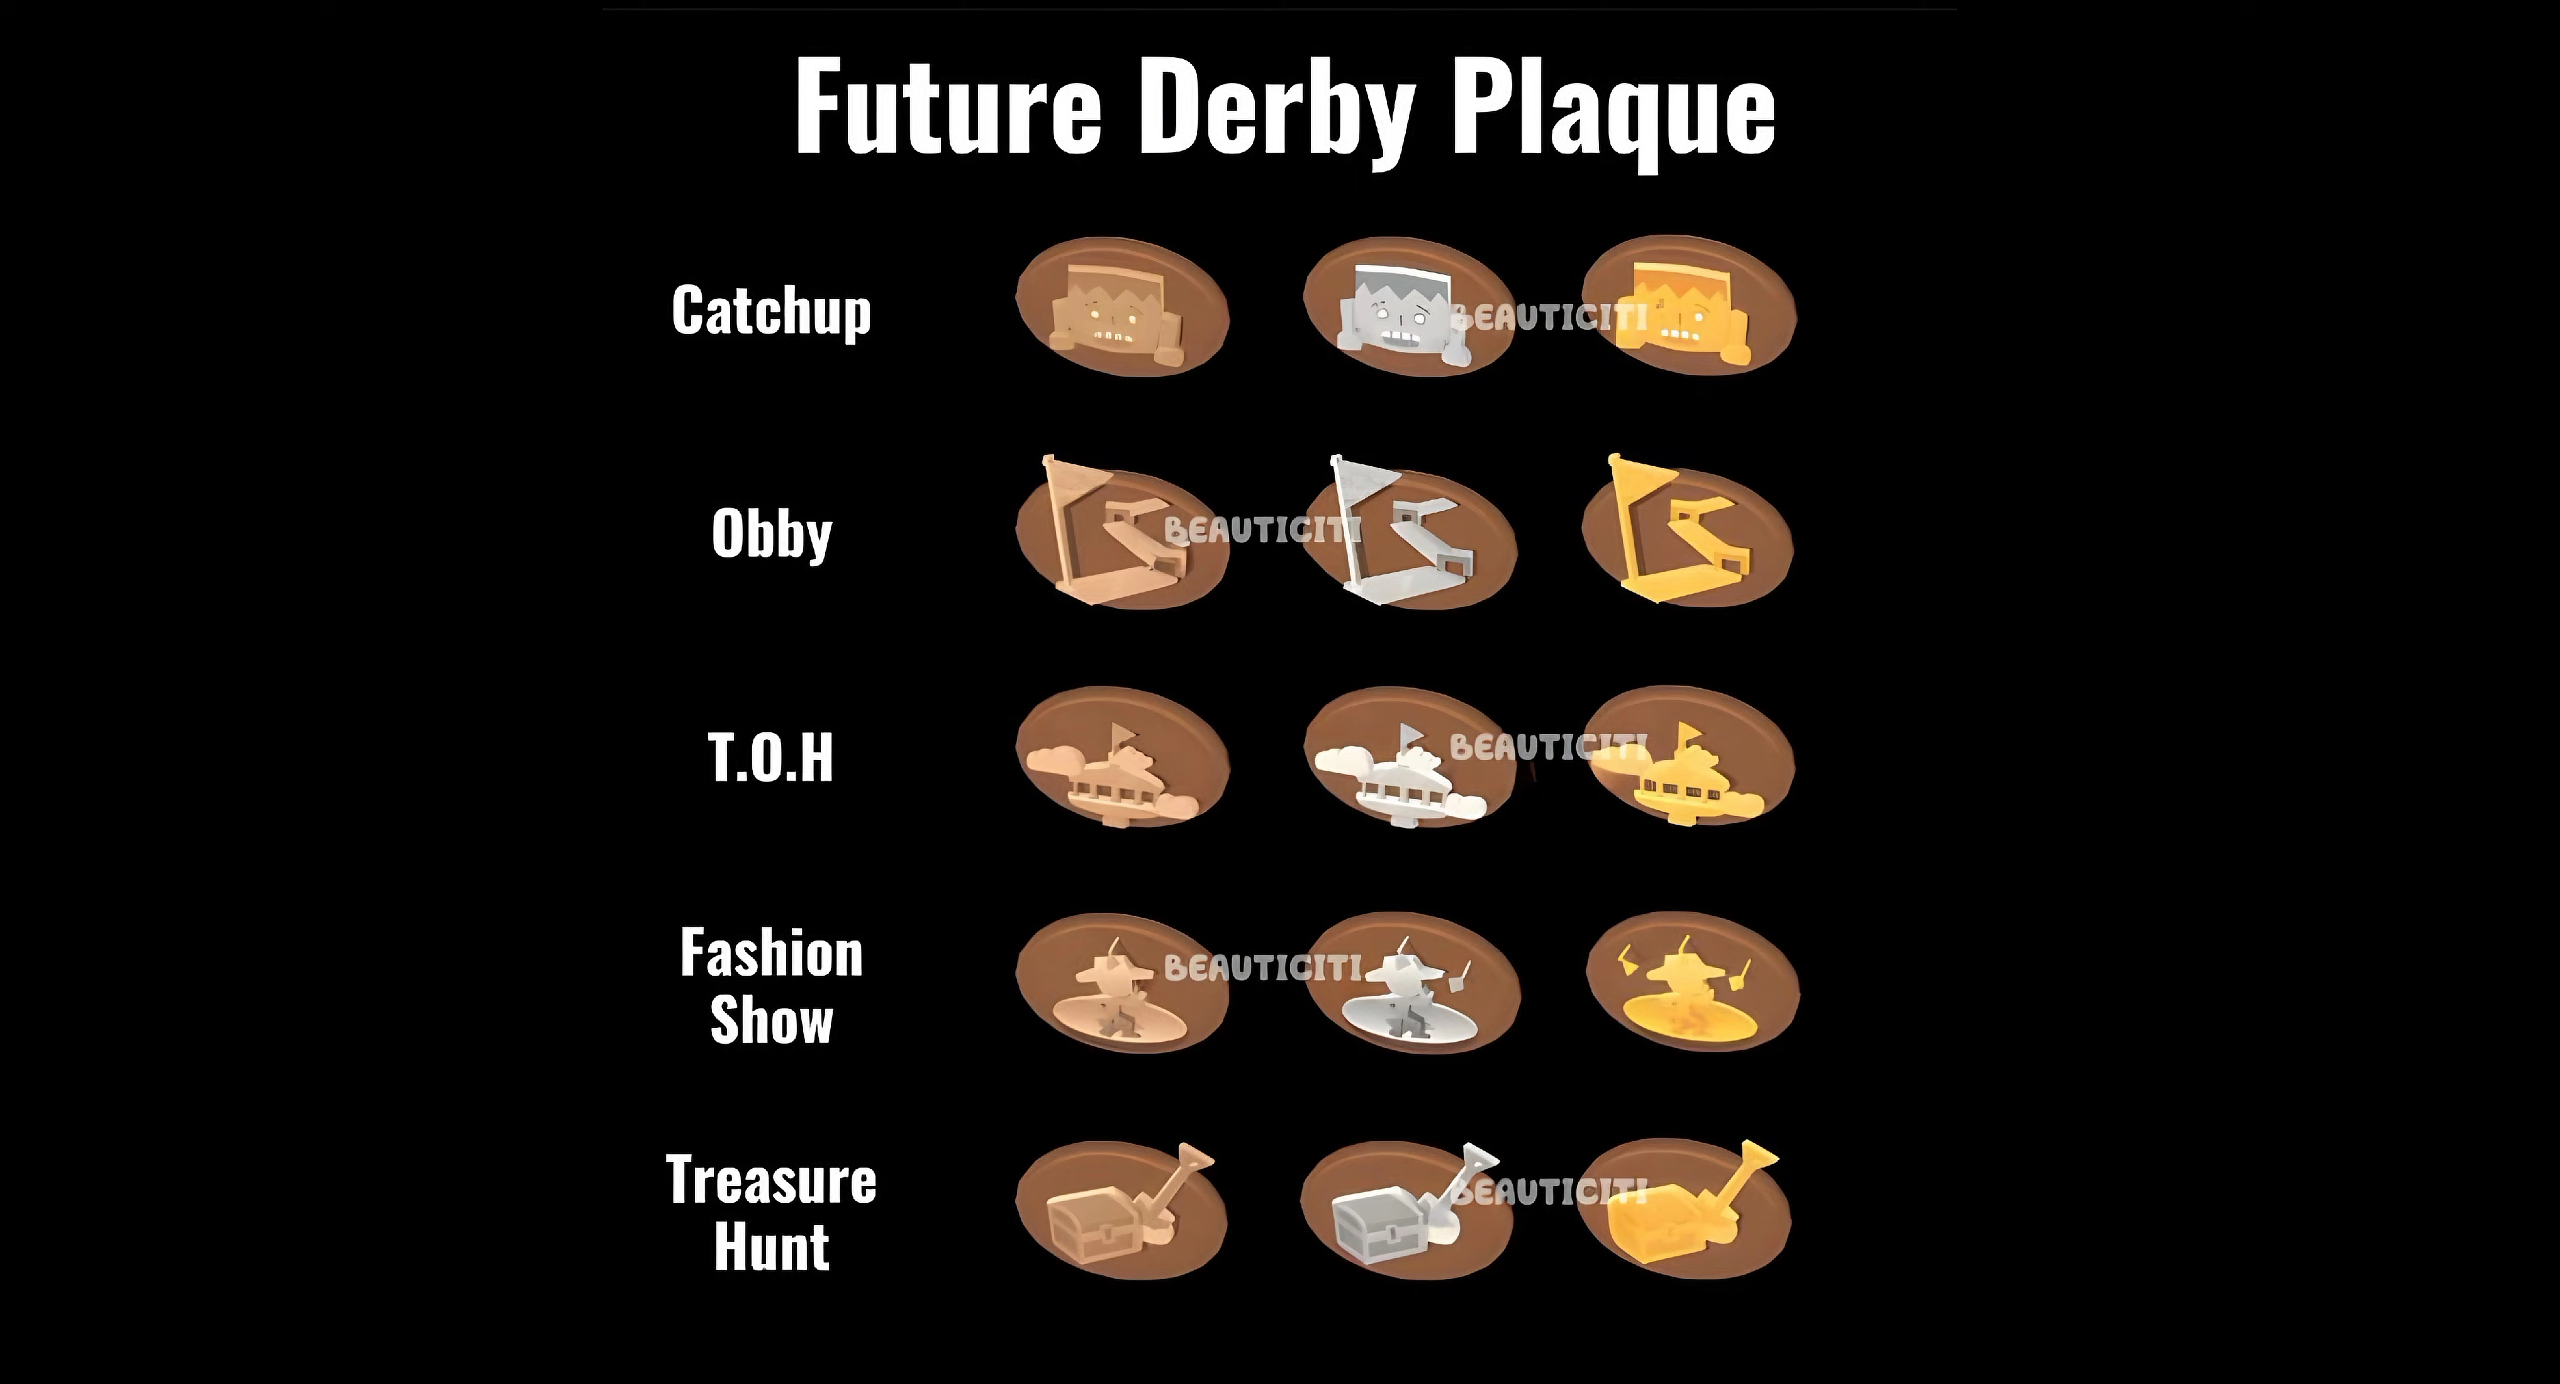 Future Derby Plaque
Catchup
BEAUTICITI
Obby
BEAUTICITI
T.O.H
BEAUTICITI
Fashion
Show
BEAUTICITI
Treasure
Hunt
BEAUTICITI